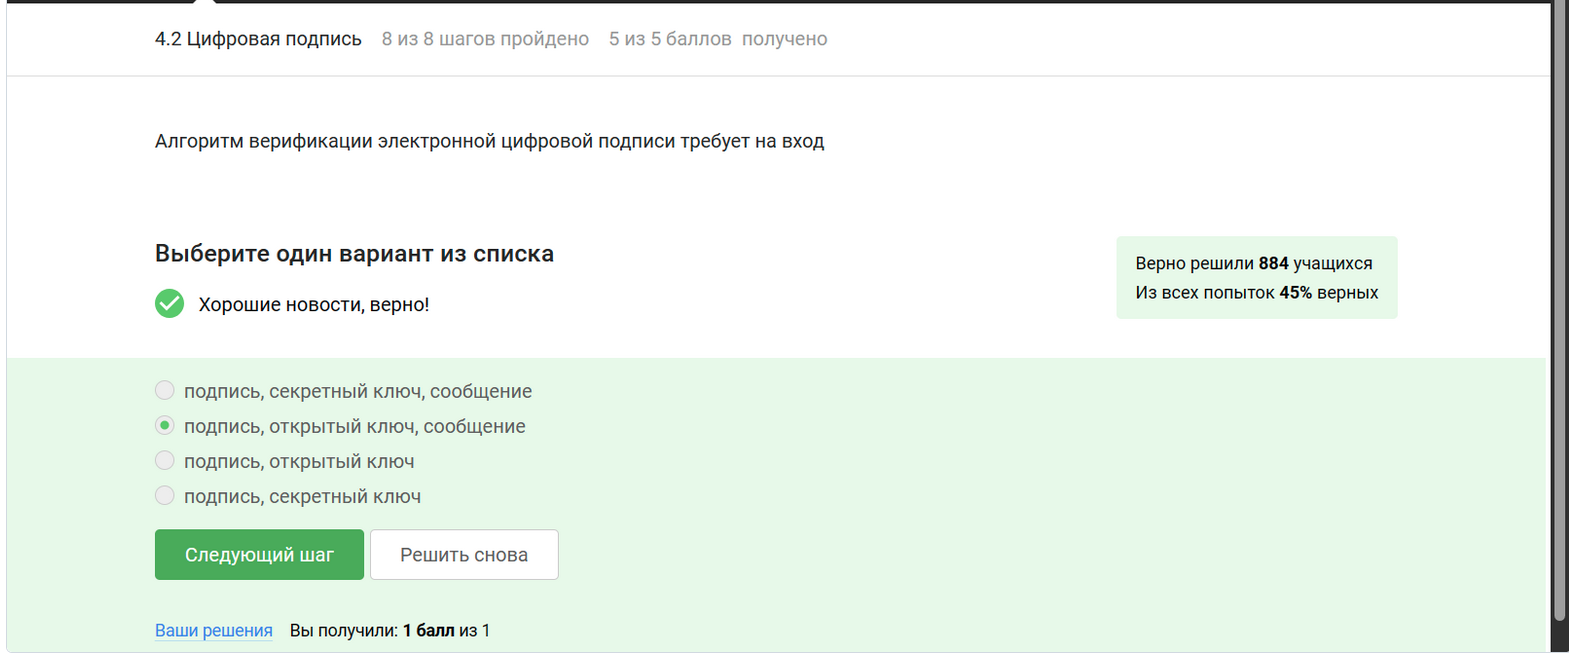 4.2 Цифровая подпись 8 из 8 шагов пройдено 5 из 5 баллов получено
Алгоритм верификации электронной цифровой подписи требует на вход
Выберите один вариант из списка
Хорошие новости, верно!
Верно решили 884 учащихся
Из всех попыток 45% верных
подпись, секретный ключ, сообщение
подпись, открытый ключ, сообщение
подпись, открытый ключ
подпись, секретный ключ
Следующий шаг Решить снова
Ваши решения Вы получили: 1 балл из 1